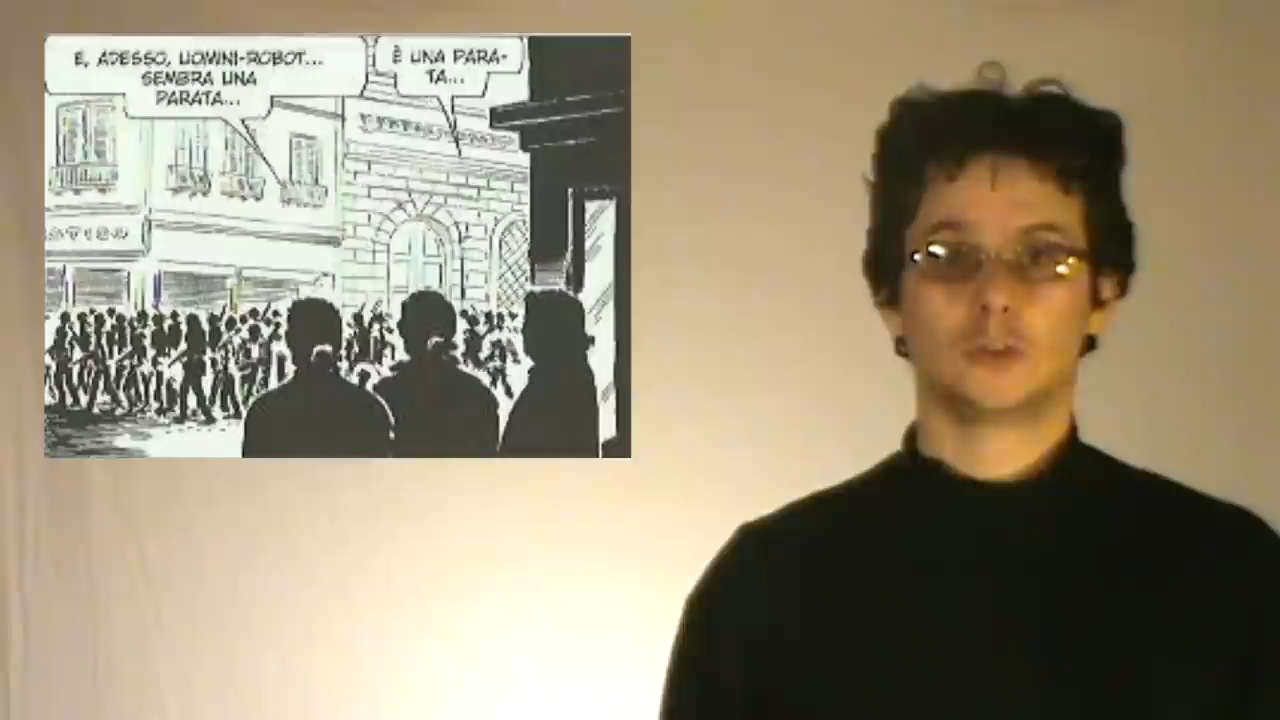 E, ADESSO, UOMINI-ROBOT...
SEMBRA UNA
PARATA...
È UNA PARA-
TA...